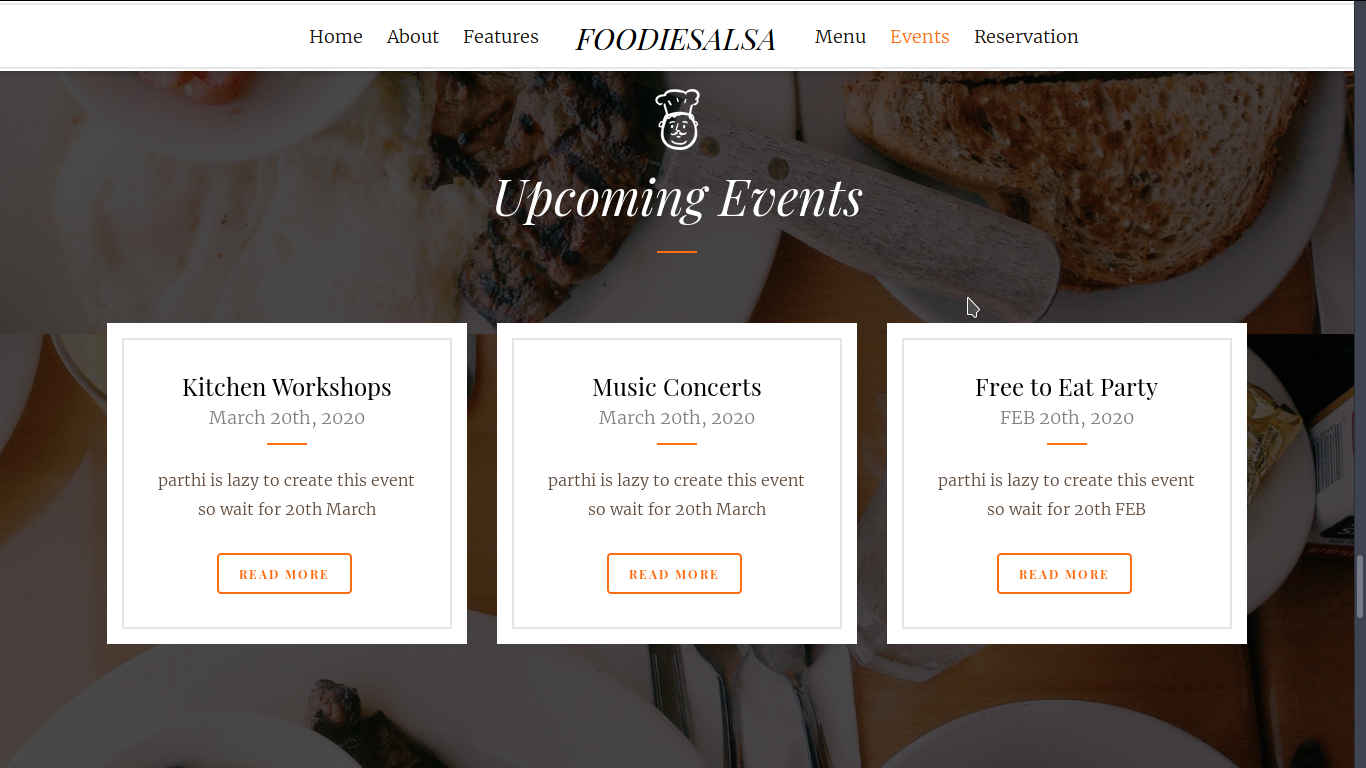 Home About Features FOODIESALSA Menu Events Reservation
Upcoming Events
Kitchen Workshops
March 20th, 2020
parthi is lazy to create this event
so wait for 20th March
READ MORE
Music Concerts
March 20th, 2020
parthi is lazy to create this event
so wait for 20th March
READ MORE
Free to Eat Party
FEB 20th, 2020
parthi is lazy to create this event
so wait for 20th FEB
READ MORE